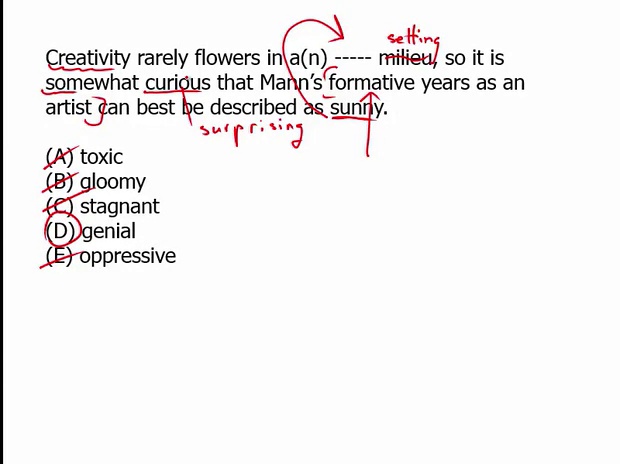 setting
Creativity rarely flowers in a(n) ----- milieu, so it is
somewhat curious that Mann's formative years as an
artist can best be described as sunny.
surprising
(A) toxic
(B) gloomy
(C) stagnant
(D) genial
(E) oppressive